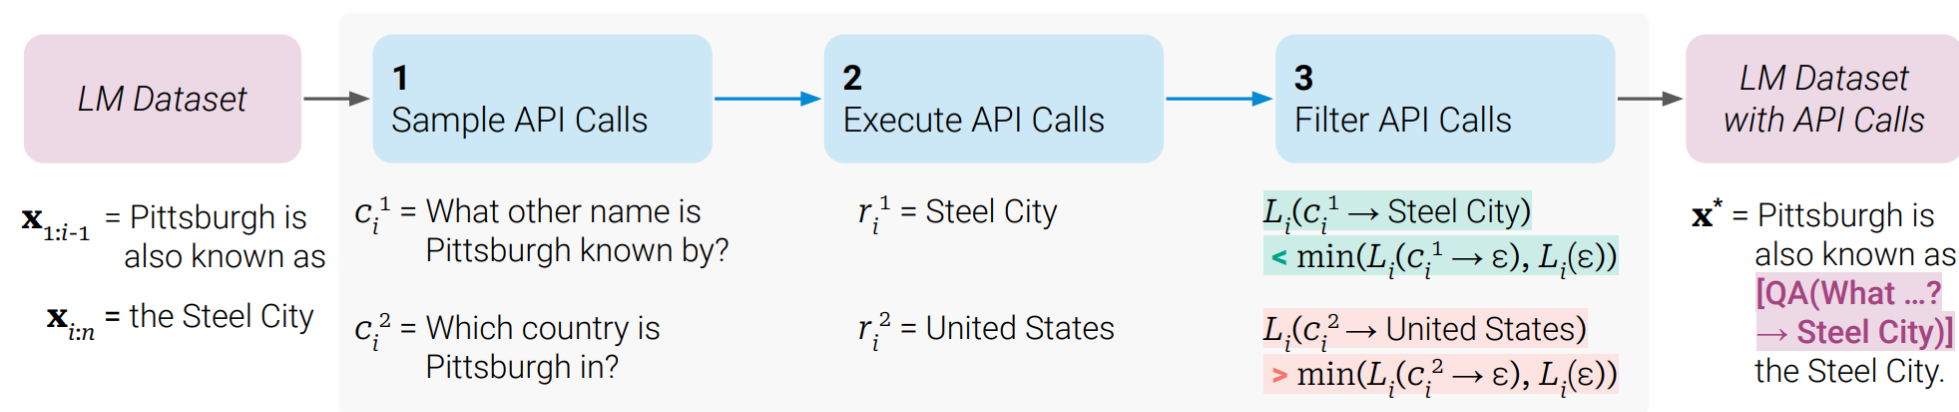 LM Dataset
1
Sample API Calls
2
Execute API Calls
3
Filter API Calls
LM Dataset
with API Calls
x1:i-1 = Pittsburgh is
also known as
xi:n = the Steel City
ci1 = What other name is
Pittsburgh known by?
ci2 = Which country is
Pittsburgh in?
ri1 = Steel City
ri2 = United States
Li(ci1 → Steel City)
< min(Li(ci1 → ε), Li(ε))
Li(ci2 → United States)
> min(Li(ci2 → ε), Li(ε))
x* = Pittsburgh is
also known as
[QA(What ...?
→ Steel City)]
the Steel City.